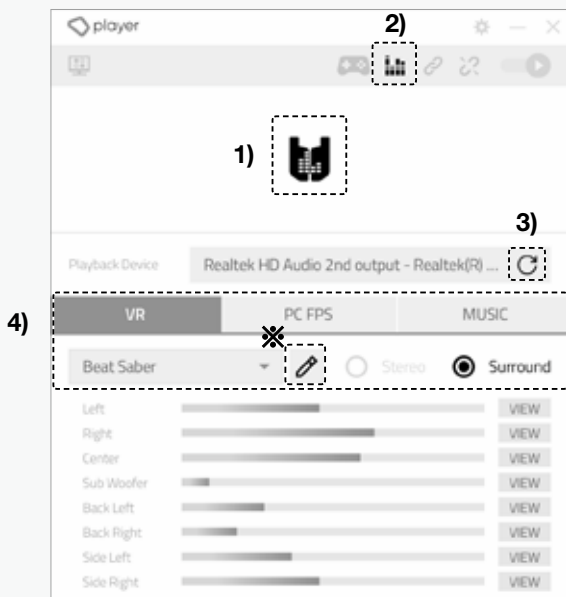 player
2)
1)
3)
Playback Device
Realtek HD Audio 2nd output - Realtek(R) ...
4)
VR
PC FPS
MUSIC
※
Beat Saber
Stereo
Surround
Left
VIEW
Right
VIEW
Center
VIEW
Sub Woofer
VIEW
Back Left
VIEW
Back Right
VIEW
Side Left
VIEW
Side Right
VIEW